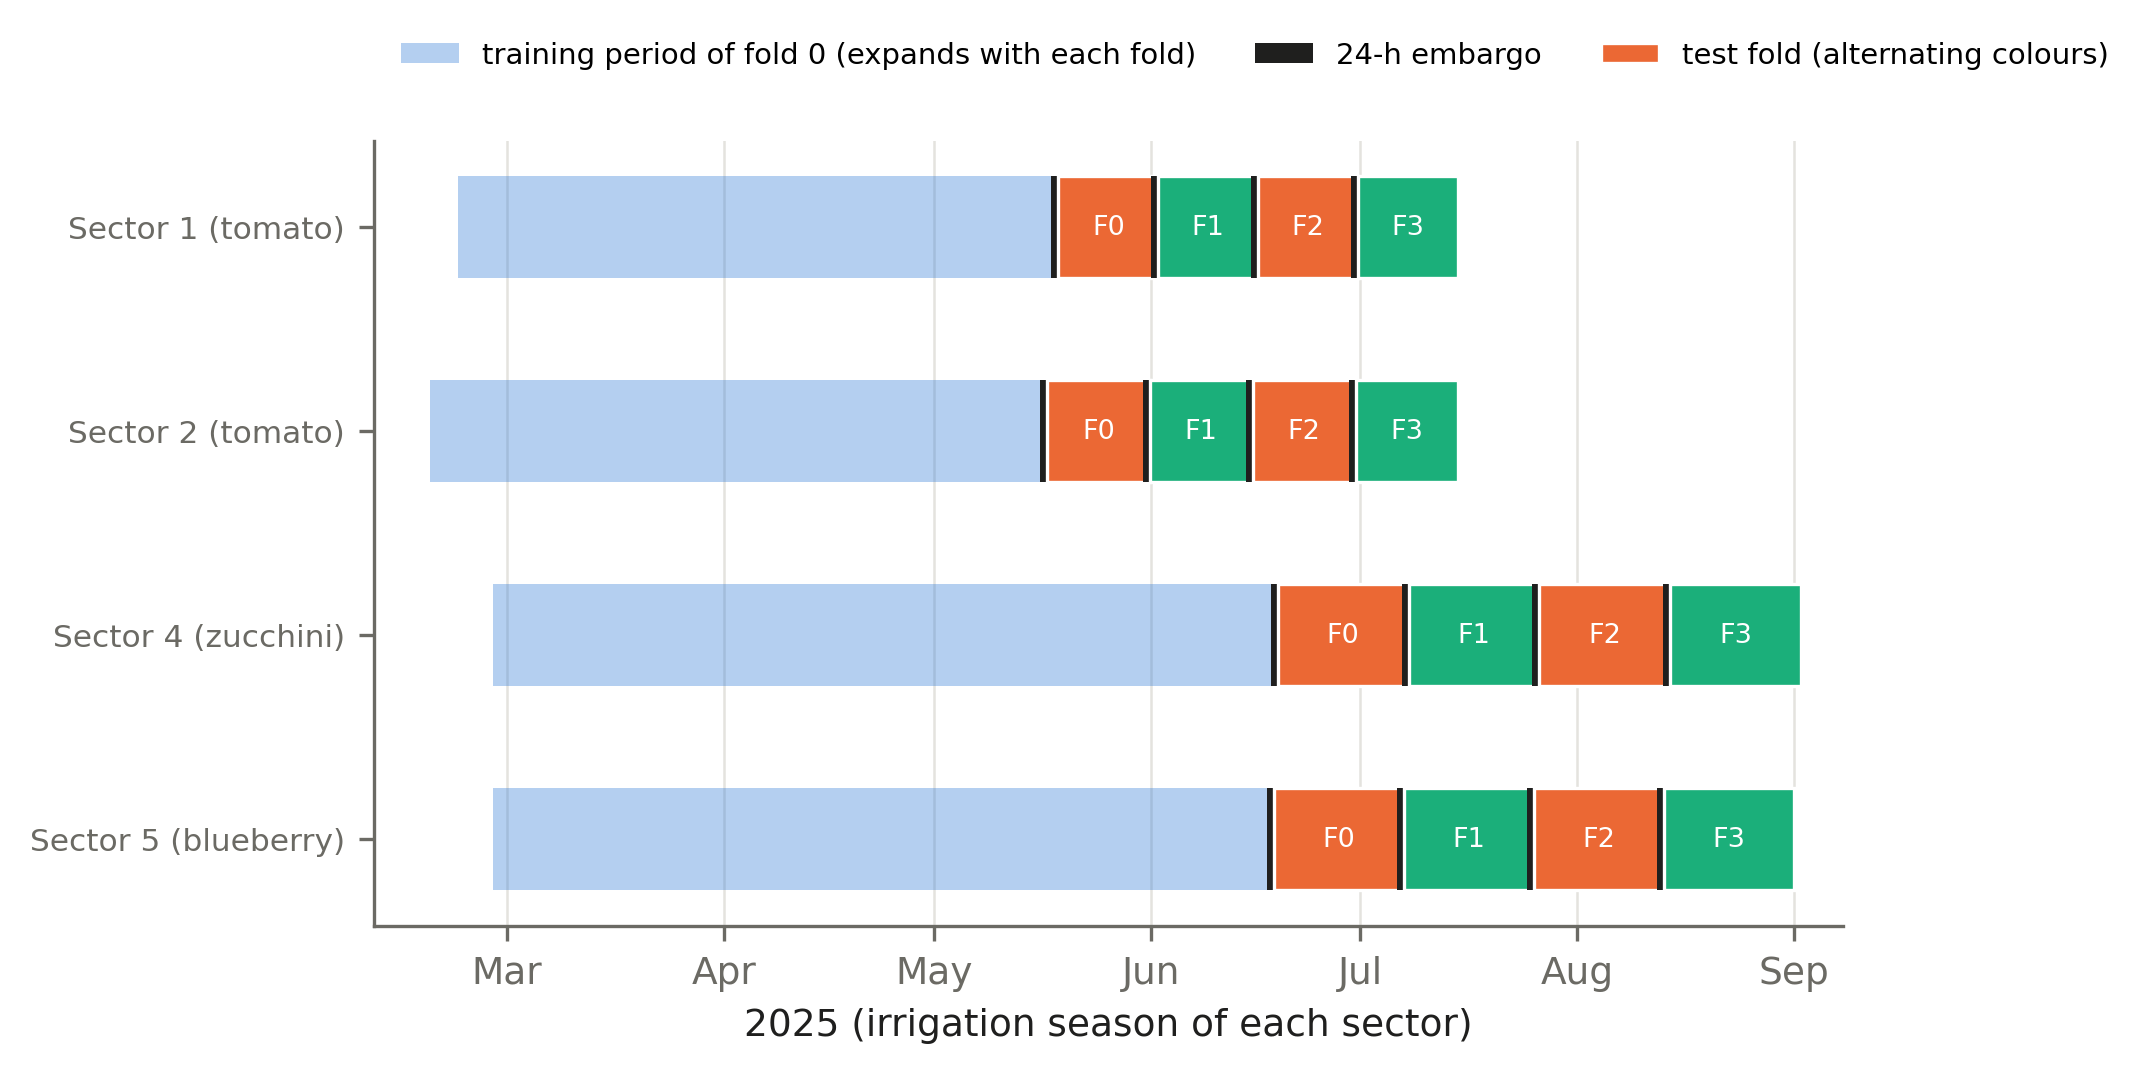 training period of fold 0 (expands with each fold) 24-h embargo test fold (alternating colours)
Sector 1 (tomato) F0 F1 F2 F3
Sector 2 (tomato) F0 F1 F2 F3
Sector 4 (zucchini) F0 F1 F2 F3
Sector 5 (blueberry) F0 F1 F2 F3
Mar Apr May Jun Jul Aug Sep
2025 (irrigation season of each sector)